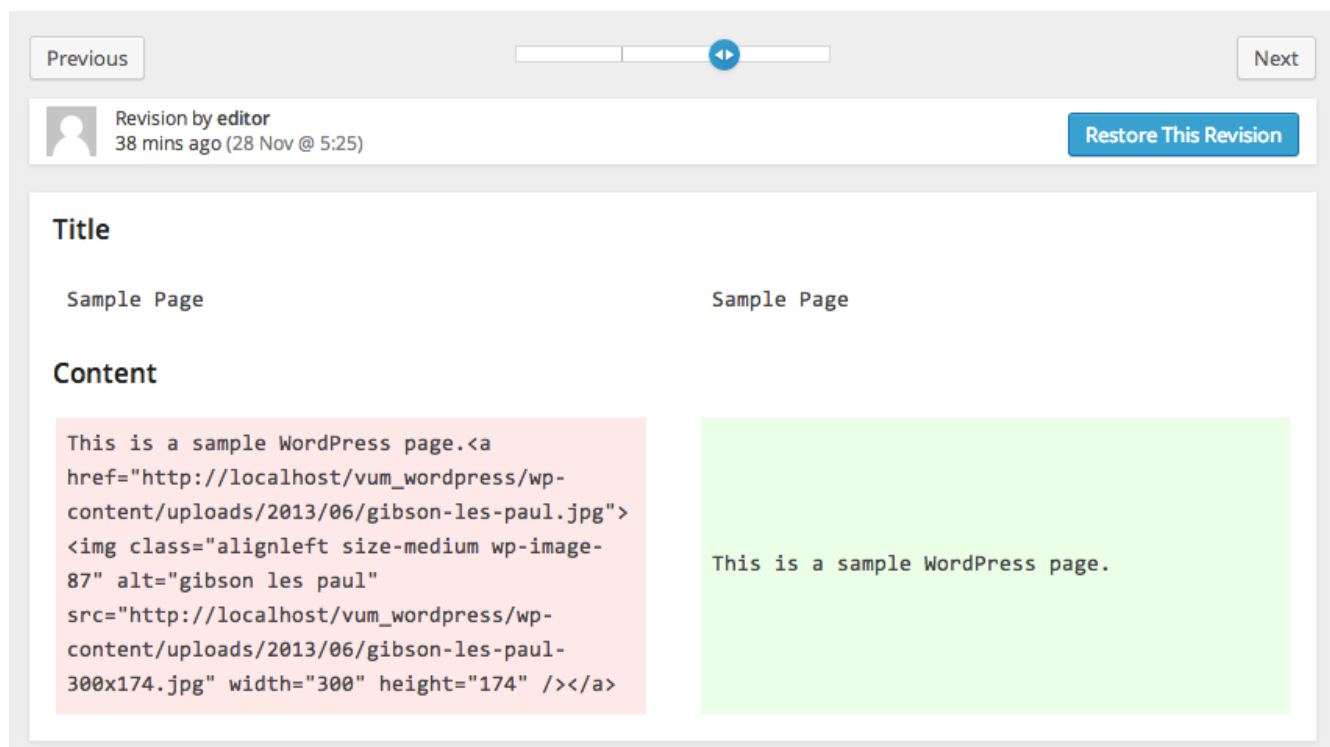 Previous
Next
Revision by editor
38 mins ago (28 Nov @ 5:25)
Restore This Revision
Title
Sample Page
Sample Page
Content
This is a sample WordPress page.<a
href="http://localhost/vum_wordpress/wp-
content/uploads/2013/06/gibson-les-paul.jpg">
<img class="alignleft size-medium wp-image-
87" alt="gibson les paul"
src="http://localhost/vum_wordpress/wp-
content/uploads/2013/06/gibson-les-paul-
300x174.jpg" width="300" height="174" /></a>
This is a sample WordPress page.